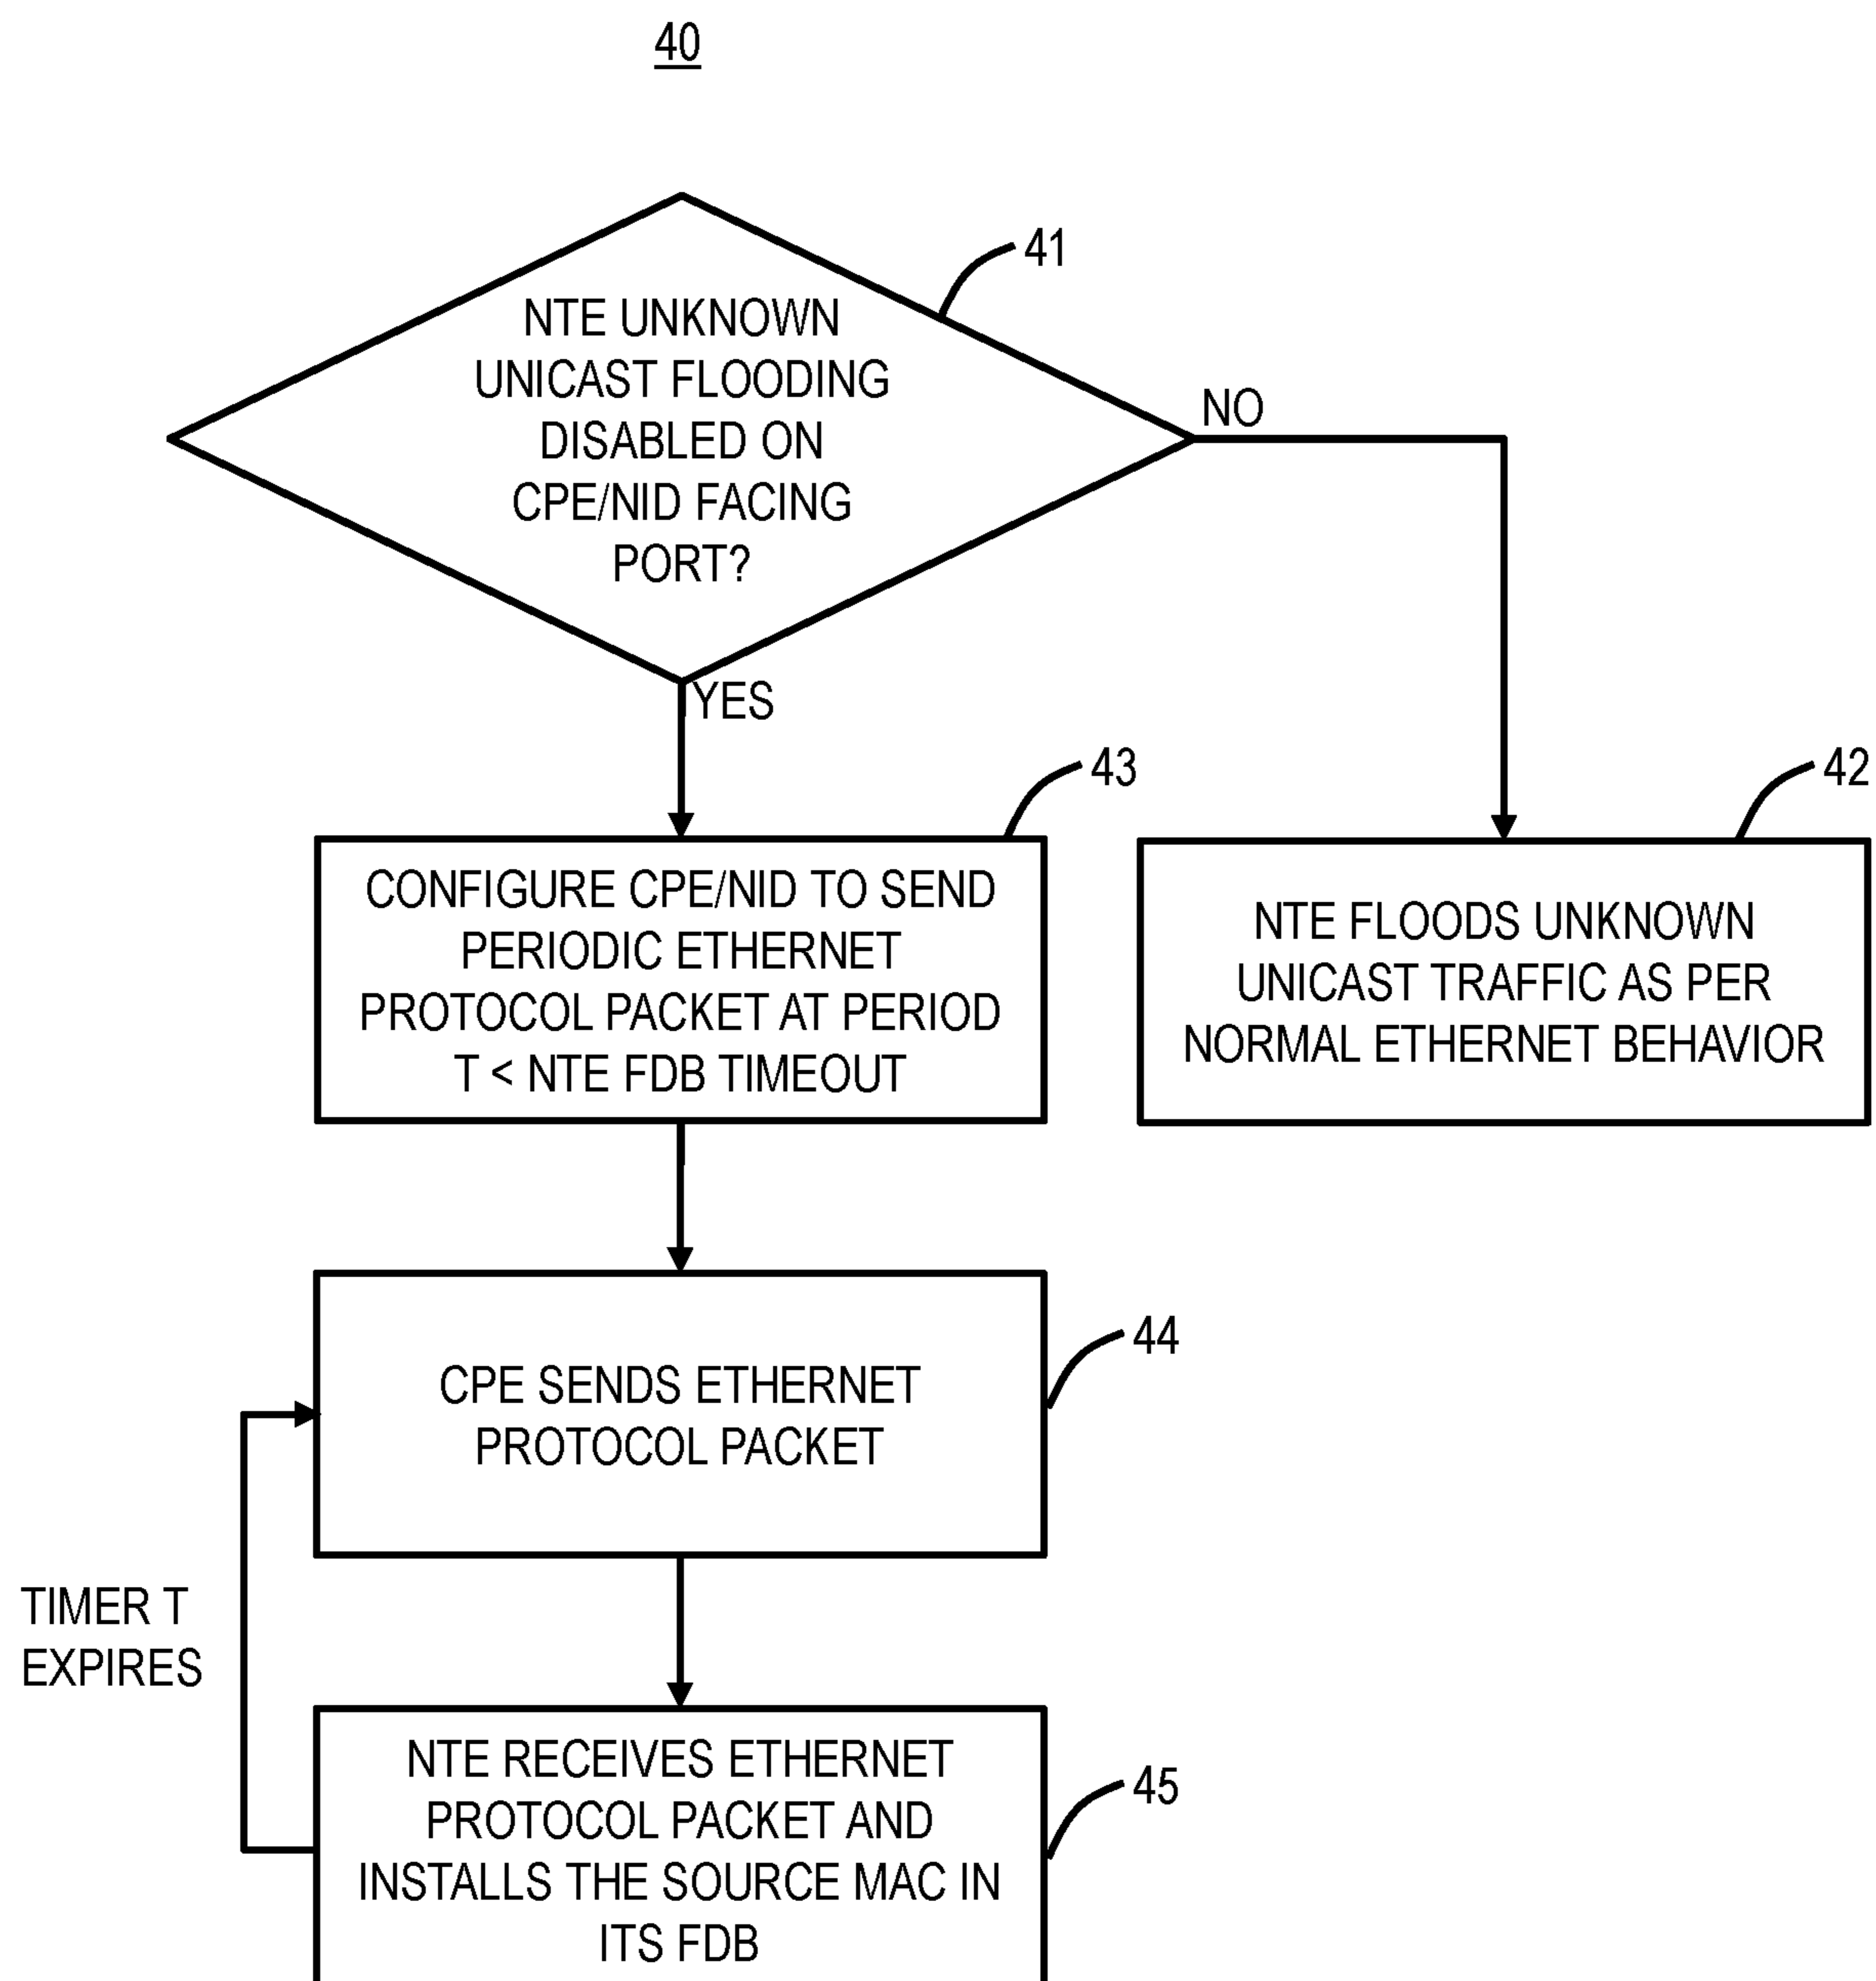 40
41
NTE UNKNOWN
UNICAST FLOODING
DISABLED ON
CPE/NID FACING
PORT?
NO
YES
43
42
CONFIGURE CPE/NID TO SEND
PERIODIC ETHERNET
PROTOCOL PACKET AT PERIOD
T < NTE FDB TIMEOUT
NTE FLOODS UNKNOWN
UNICAST TRAFFIC AS PER
NORMAL ETHERNET BEHAVIOR
44
CPE SENDS ETHERNET
PROTOCOL PACKET
TIMER T
EXPIRES
45
NTE RECEIVES ETHERNET
PROTOCOL PACKET AND
INSTALLS THE SOURCE MAC IN
ITS FDB